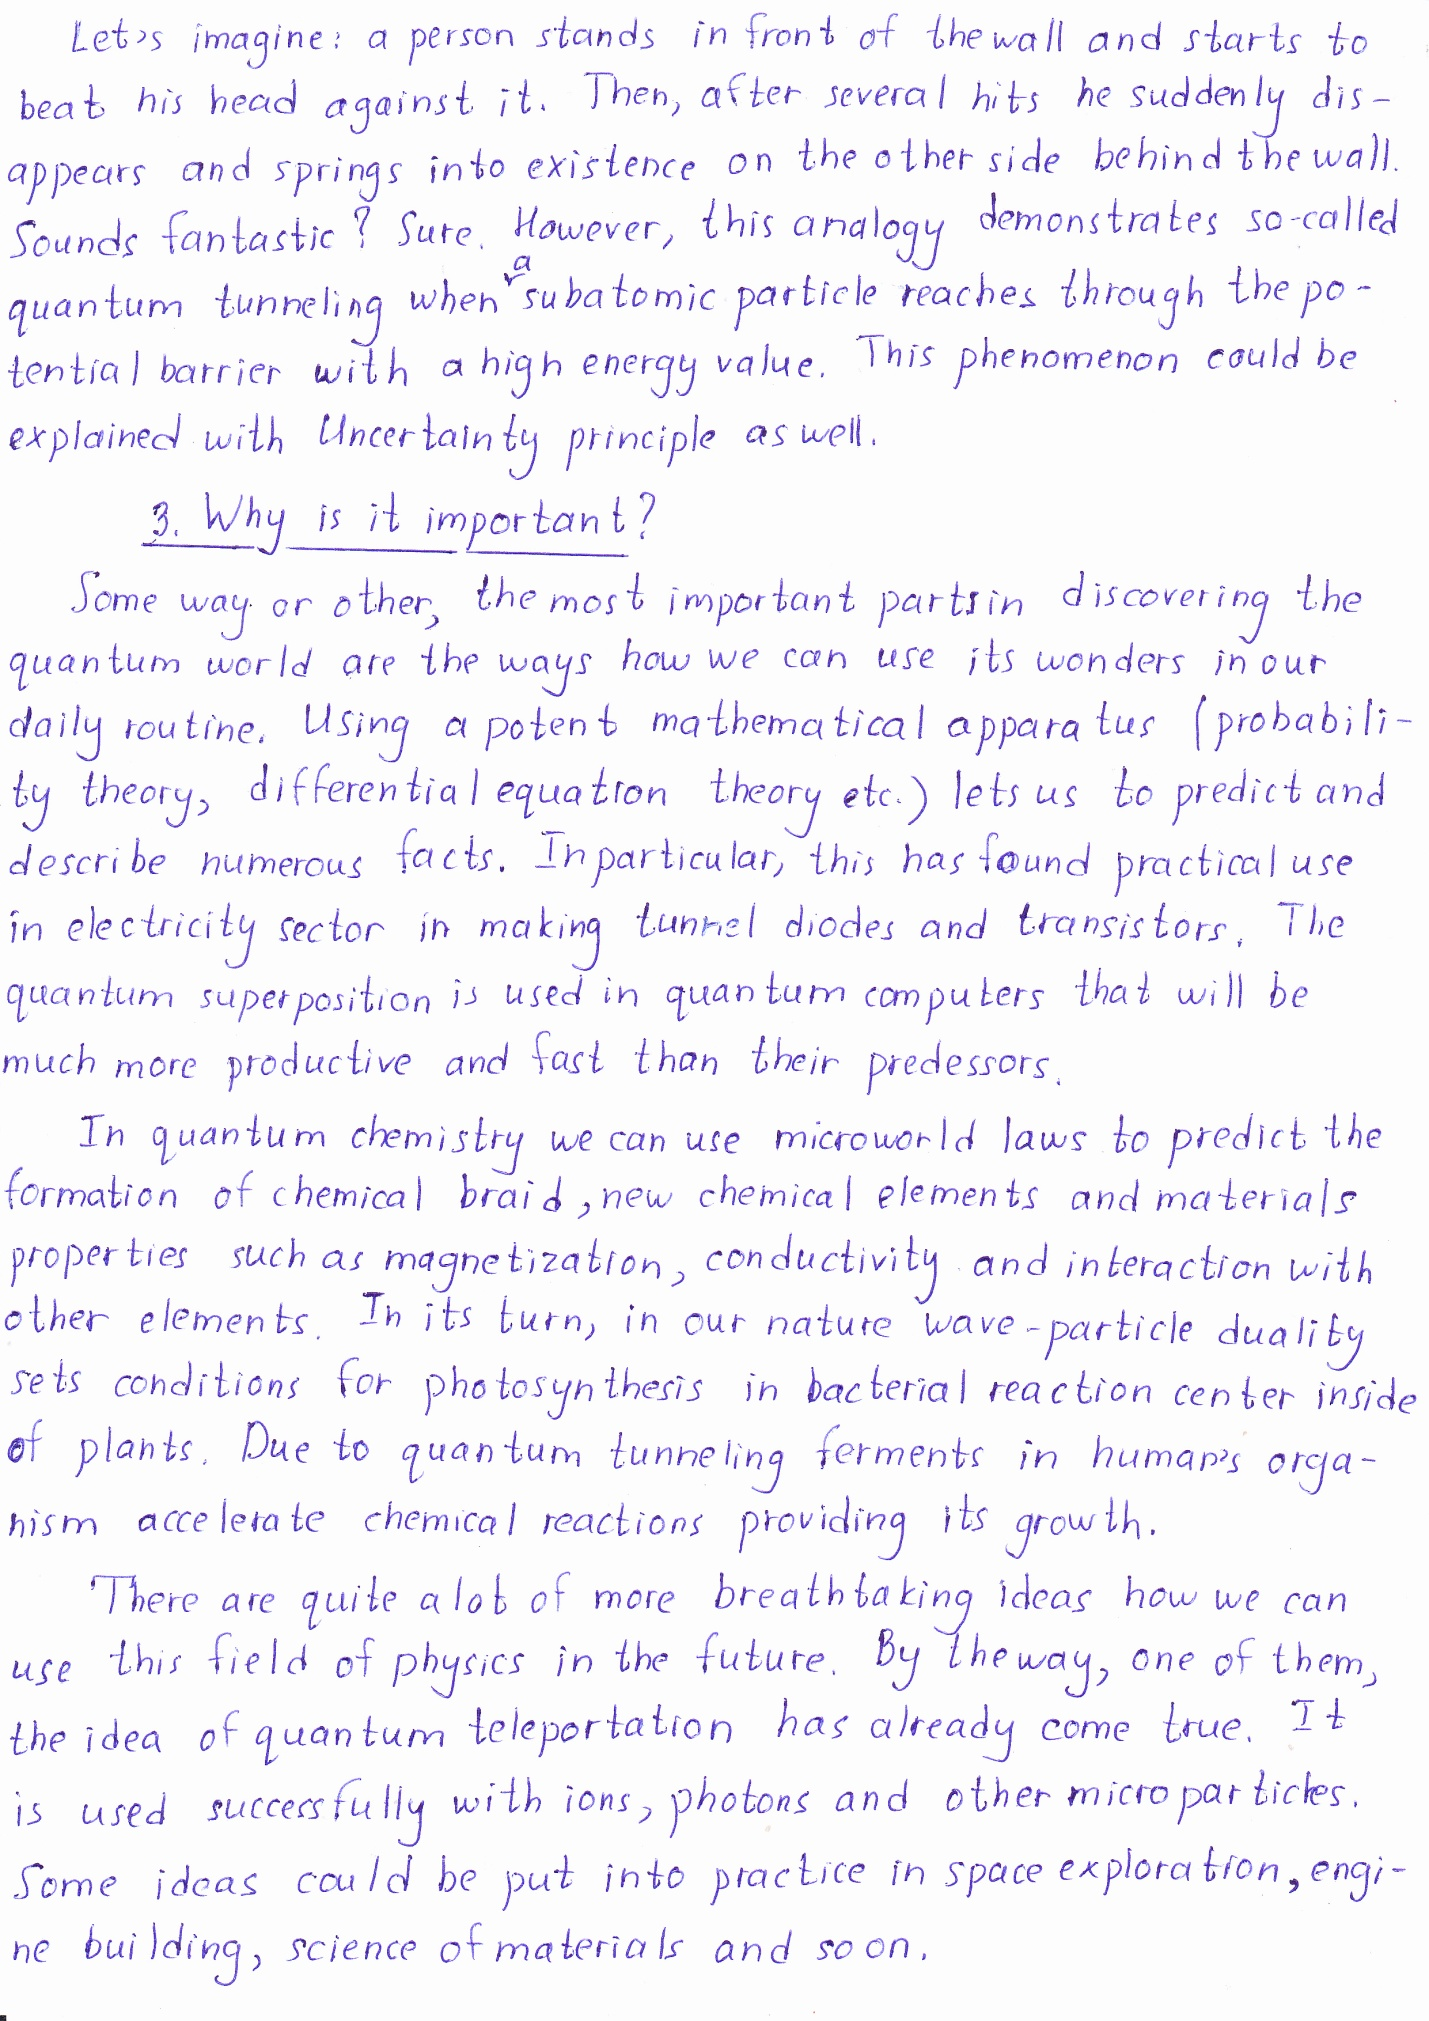 Let's imagine: a person stands in front of the wall and starts to
beat his head against it. Then, after several hits he suddenly dis-
appears and springs into existence on the other side behind the wall.
Sounds fantastic? Sure. However, this analogy demonstrates so-called
quantum tunneling when a subatomic particle reaches through the po-
tential barrier with a high energy value. This phenomenon could be
explained with Uncertainty principle as well.
3. Why is it important?
Some way or other, the most important parts in discovering the
quantum world are the ways how we can use its wonders in our
daily routine. Using a potent mathematical apparatus (probabili-
ty theory, differential equation theory etc.) lets us to predict and
describe numerous facts. In particular, this has found practical use
in electricity sector in making tunnel diodes and transistors. The
quantum superposition is used in quantum computers that will be
much more productive and fast than their predessors.
In quantum chemistry we can use microworld laws to predict the
formation of chemical braid, new chemical elements and materials
properties such as magnetization, conductivity and interaction with
other elements. In its turn, in our nature wave-particle duality
sets conditions for photosynthesis in bacterial reaction center inside
of plants. Due to quantum tunneling ferments in human's orga-
nism accelerate chemical reactions providing its growth.
There are quite a lot of more breathtaking ideas how we can
use this field of physics in the future. By the way, one of them,
the idea of quantum teleportation has already come true. It
is used successfully with ions, photons and other microparticles.
Some ideas could be put into practice in space exploration, engi-
ne building, science of materials and so on.